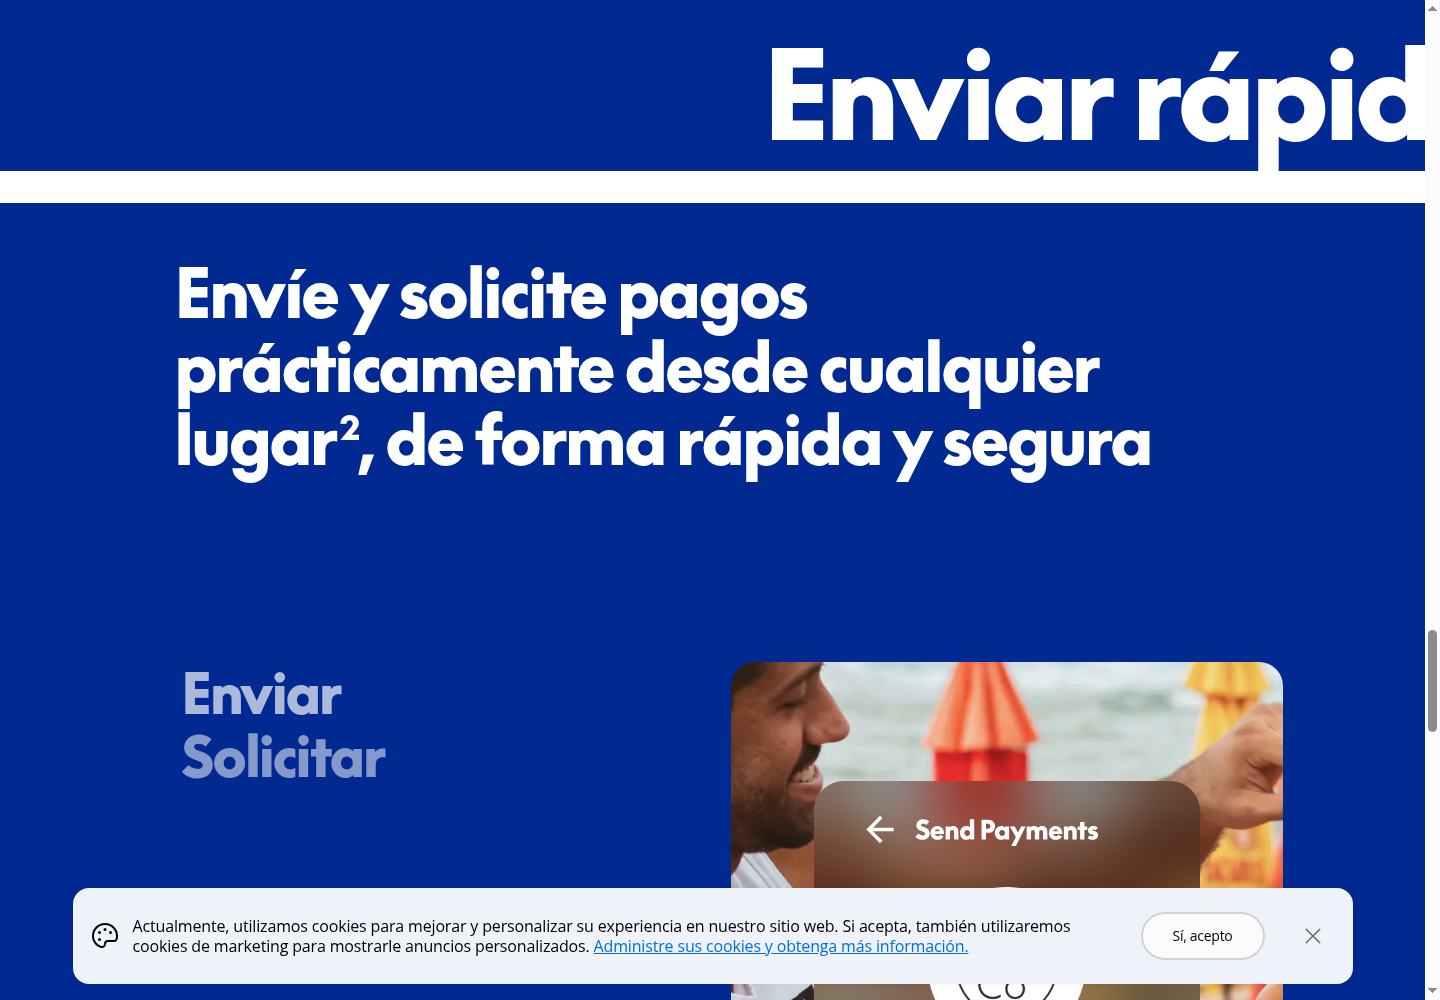 Enviar rápid
Envíe y solicite pagos
prácticamente desde cualquier
lugar², de forma rápida y segura
Enviar
Solicitar
Send Payments
Actualmente, utilizamos cookies para mejorar y personalizar su experiencia en nuestro sitio web. Si acepta, también utilizaremos
cookies de marketing para mostrarle anuncios personalizados. Administre sus cookies y obtenga más información.
Sí, acepto